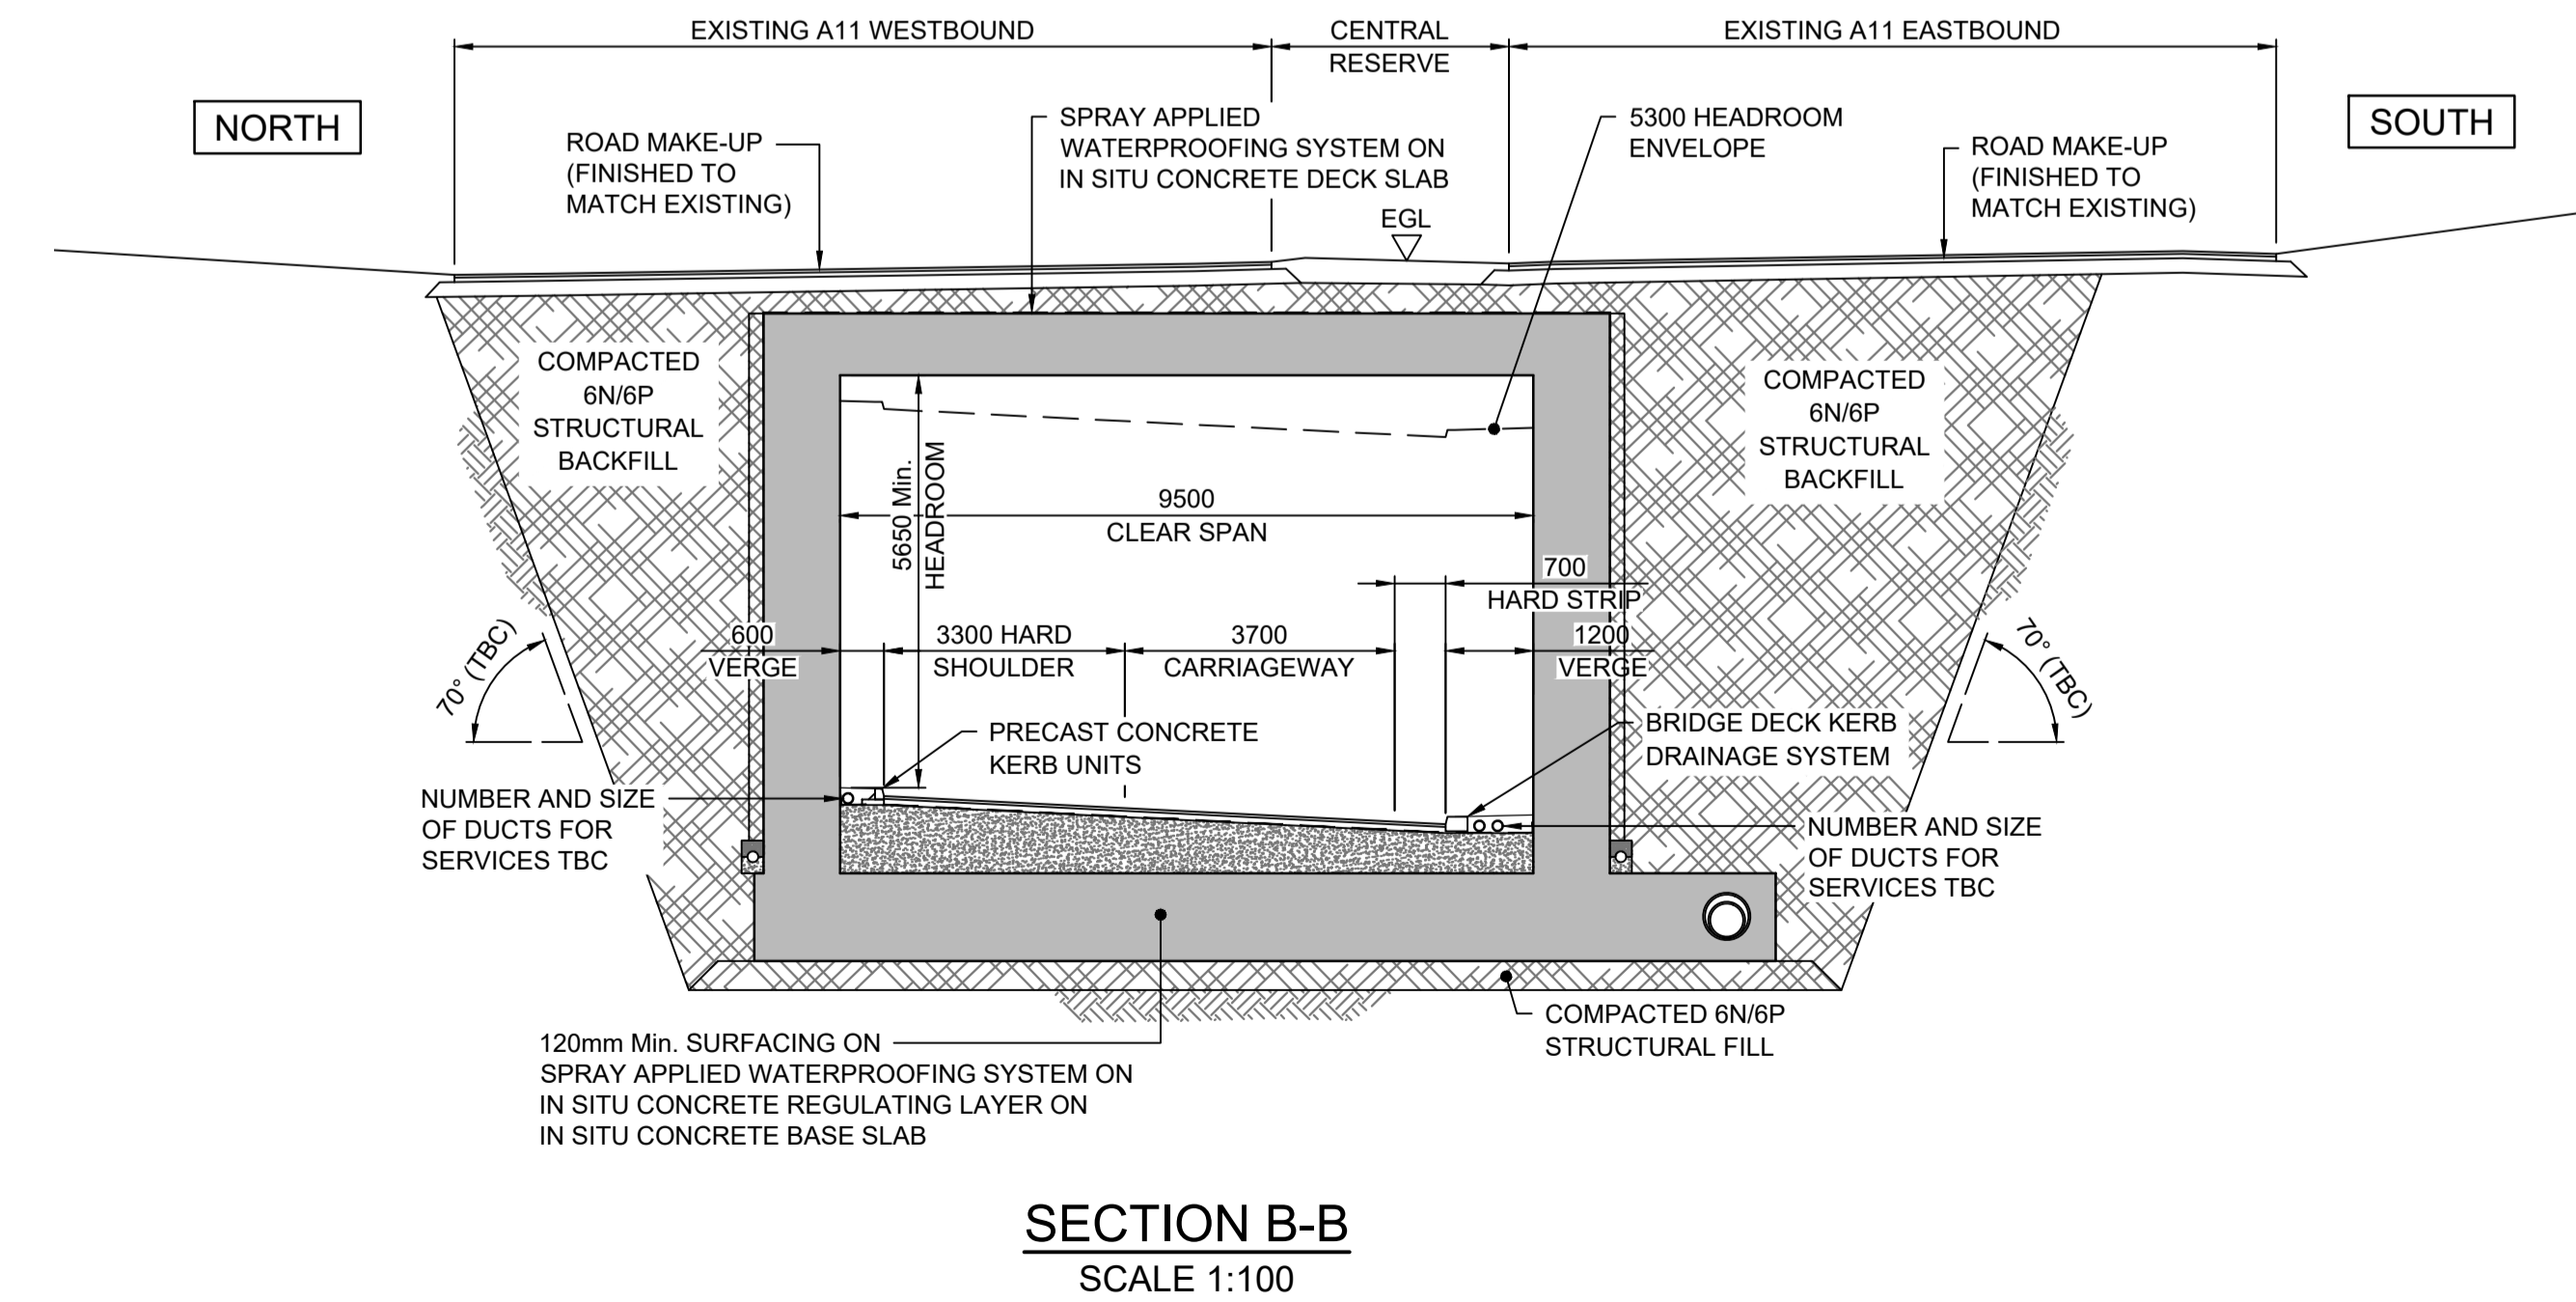 EXISTING A11 WESTBOUND
CENTRAL
RESERVE
EXISTING A11 EASTBOUND
NORTH
SOUTH
ROAD MAKE-UP
(FINISHED TO
MATCH EXISTING)
SPRAY APPLIED
WATERPROOFING SYSTEM ON
IN SITU CONCRETE DECK SLAB
EGL
5300 HEADROOM
ENVELOPE
ROAD MAKE-UP
(FINISHED TO
MATCH EXISTING)
COMPACTED
6N/6P
STRUCTURAL
BACKFILL
COMPACTED
6N/6P
STRUCTURAL
BACKFILL
5650 Min.
HEADROOM
9500
CLEAR SPAN
700
HARD STRIP
600
VERGE
3300 HARD
SHOULDER
3700
CARRIAGEWAY
1200
VERGE
70° (TBC)
70° (TBC)
PRECAST CONCRETE
KERB UNITS
BRIDGE DECK KERB
DRAINAGE SYSTEM
NUMBER AND SIZE
OF DUCTS FOR
SERVICES TBC
NUMBER AND SIZE
OF DUCTS FOR
SERVICES TBC
COMPACTED 6N/6P
STRUCTURAL FILL
120mm Min. SURFACING ON
SPRAY APPLIED WATERPROOFING SYSTEM ON
IN SITU CONCRETE REGULATING LAYER ON
IN SITU CONCRETE BASE SLAB
SECTION B-B
SCALE 1:100